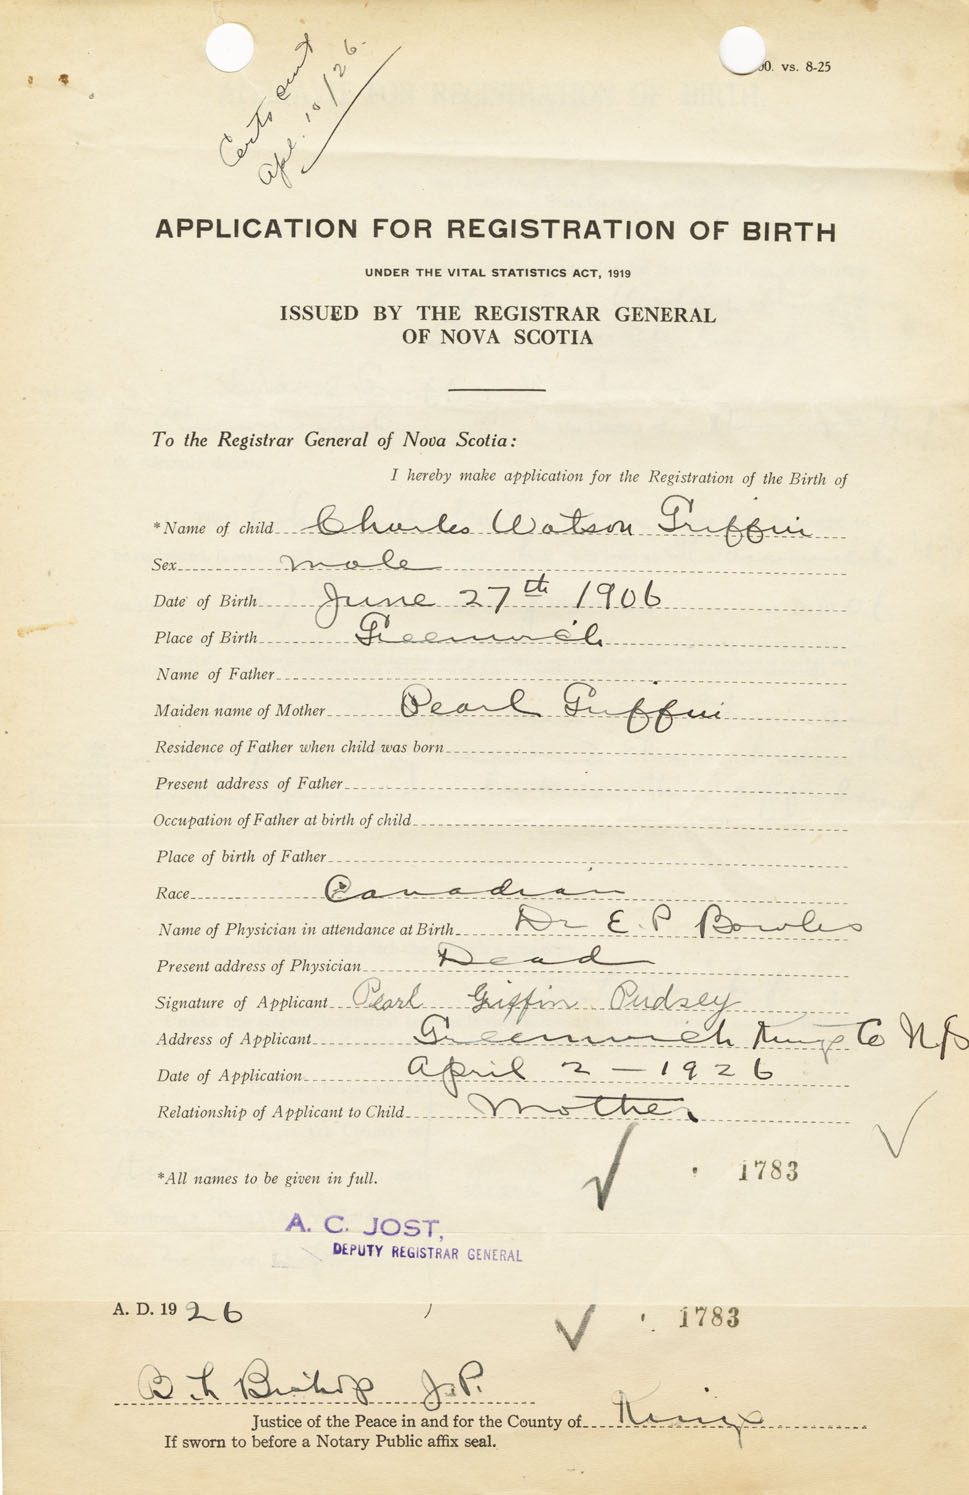 Certs sent
Apl. 10/26.
00. vs. 8-25
APPLICATION FOR REGISTRATION OF BIRTH
UNDER THE VITAL STATISTICS ACT, 1919
ISSUED BY THE REGISTRAR GENERAL
OF NOVA SCOTIA
To the Registrar General of Nova Scotia:
I hereby make application for the Registration of the Birth of
*Name of child Charles Watson Griffin
Sex male
Date of Birth June 27th 1906
Place of Birth Greenwich
Name of Father
Maiden name of Mother Pearl Griffin
Residence of Father when child was born
Present address of Father
Occupation of Father at birth of child
Place of birth of Father
Race Canadian
Name of Physician in attendance at Birth Dr E. P Bowles
Present address of Physician Dead
Signature of Applicant Pearl Griffin Pudsey
Address of Applicant Greenwich Kings Co N.S
Date of Application April 2 - 1926
Relationship of Applicant to Child Mother
*All names to be given in full.
1783
A. C. JOST,
DEPUTY REGISTRAR GENERAL
A. D. 1926
1783
B L Bishop J.P.
Justice of the Peace in and for the County of Kings
If sworn to before a Notary Public affix seal.